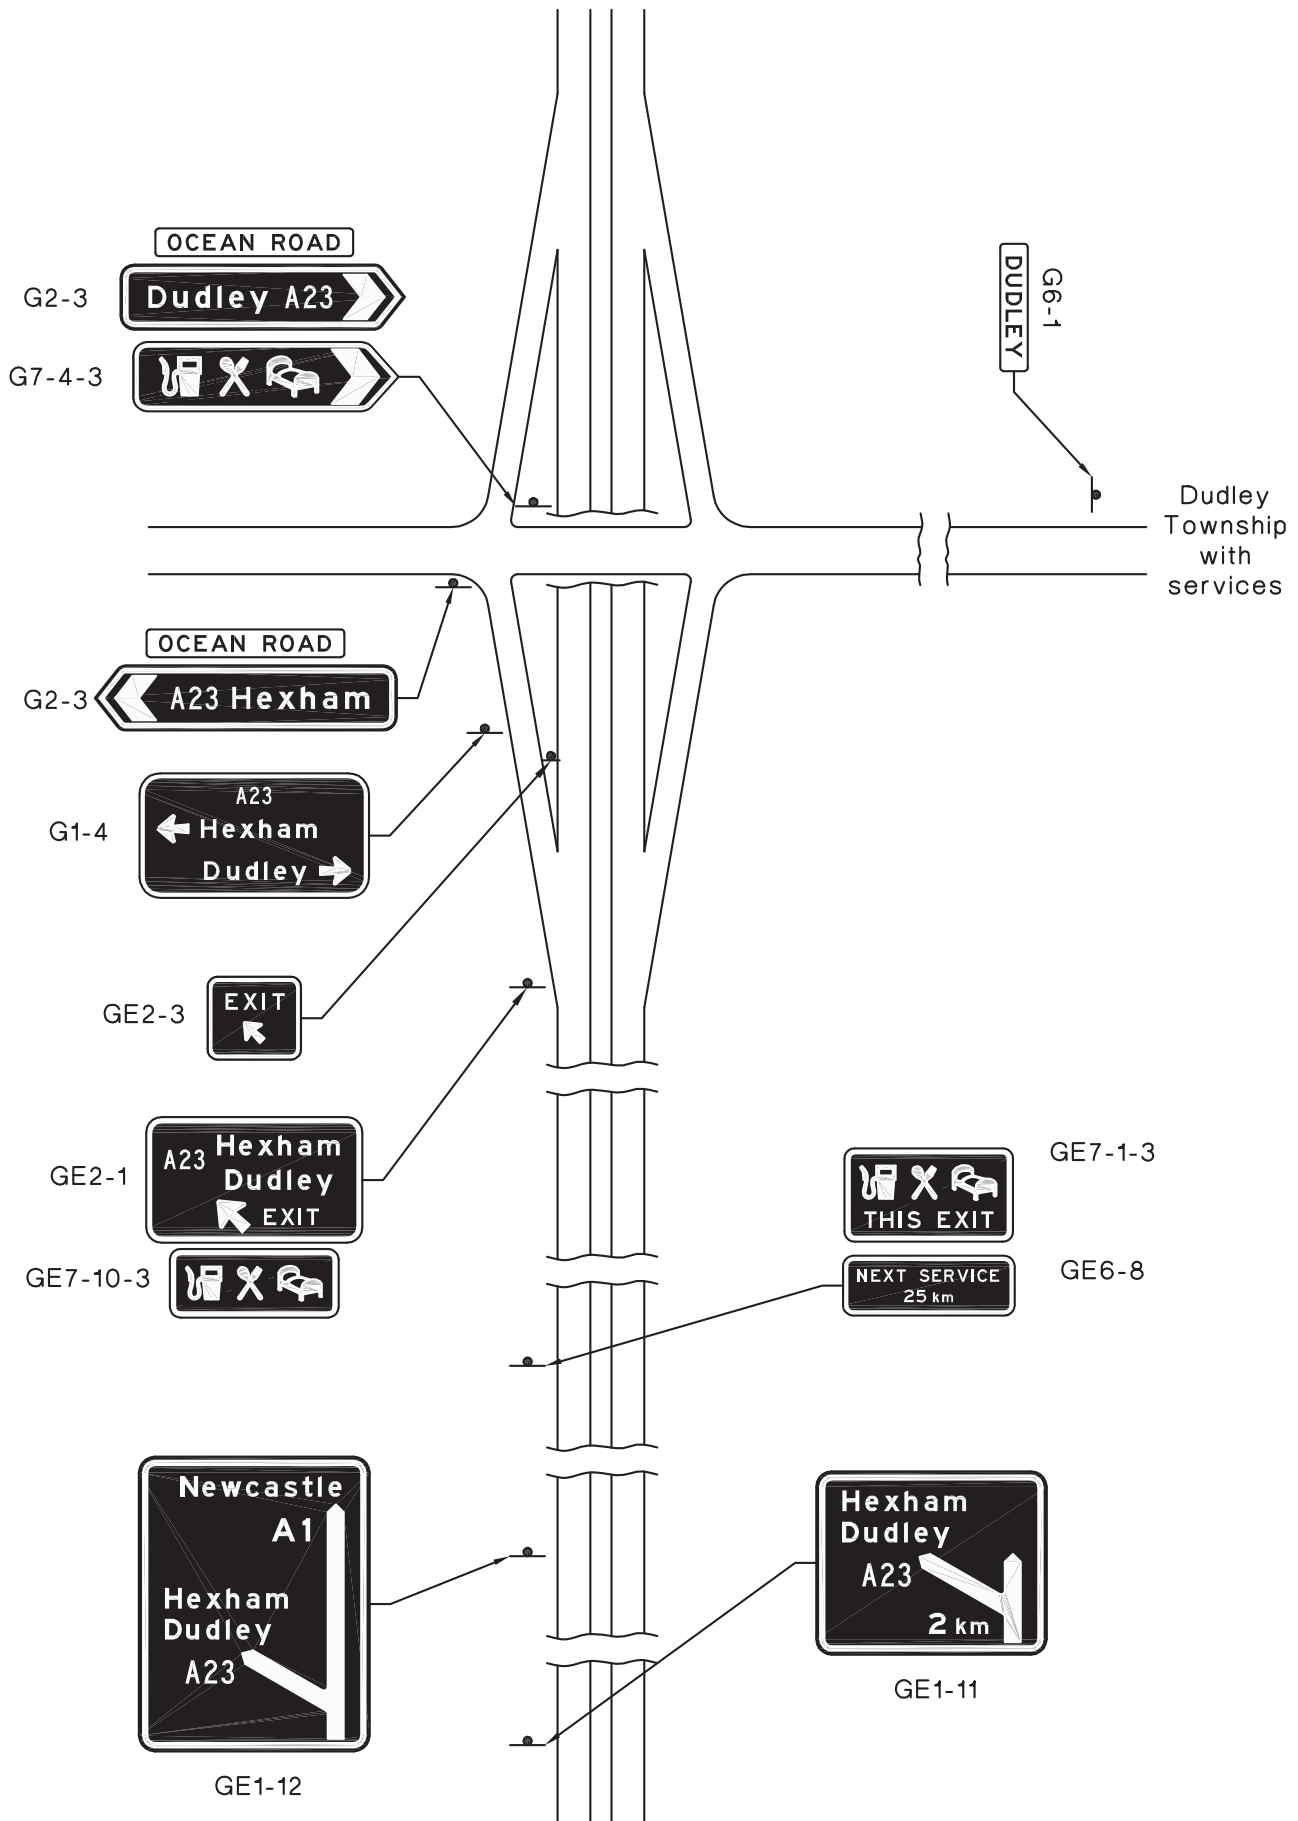 OCEAN ROAD
G2-3
Dudley A23
G7-4-3
DUDLEY
G6-1
Dudley
Township
with
services
OCEAN ROAD
G2-3
A23 Hexham
G1-4
A23
Hexham
Dudley
GE2-3
EXIT
GE2-1
A23
Hexham
Dudley
EXIT
GE7-10-3
GE7-1-3
THIS EXIT
GE6-8
NEXT SERVICE
25 km
Newcastle
A1
Hexham
Dudley
A23
GE1-12
Hexham
Dudley
A23
2 km
GE1-11